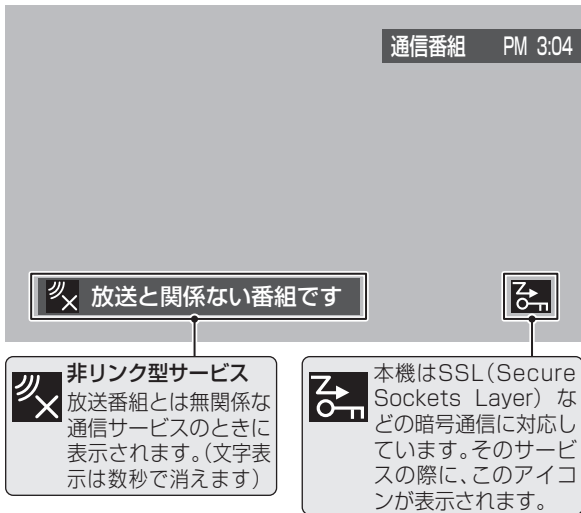 通信番組 PM 3:04
放送と関係ない番組です
非リンク型サービス
放送番組とは無関係な
通信サービスのときに
表示されます。(文字表
示は数秒で消えます)
本機はSSL(Secure
Sockets Layer) な
どの暗号通信に対応し
ています。そのサービ
スの際に、このアイコ
ンが表示されます。